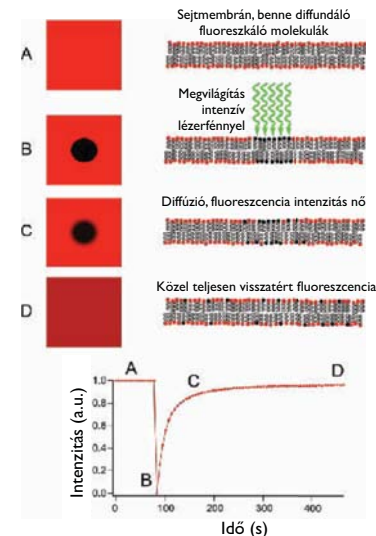 Sejtmembrán, benne diffundáló
fluoreszkáló molekulák
A
Megvilágítás
intenzív
lézerfénnyel
B
Diffúzió, fluoreszcencia intenzitás nő
C
Közel teljesen visszatért fluoreszcencia
D
A
C
D
B
Intenzitás (a.u.)
1.0
0.8
0.6
0.4
0.2
0.0
0
100
200
300
400
Idő (s)